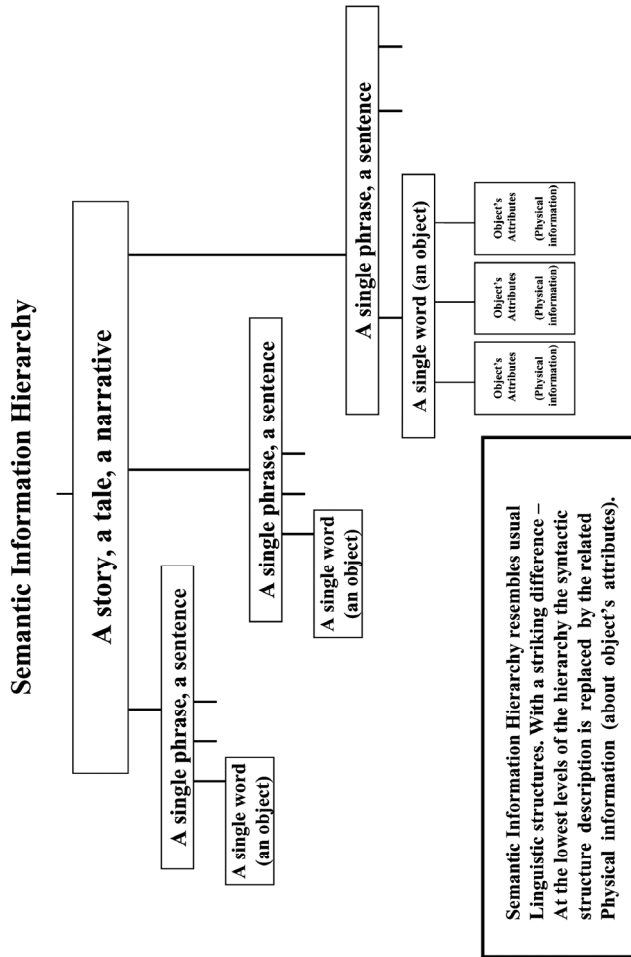 Semantic Information Hierarchy
A story, a tale, a narrative
A single phrase, a sentence
A single word
(an object)
A single phrase, a sentence
A single word
(an object)
A single phrase, a sentence
A single word (an object)
Object's
Attributes
(Physical
information)
Object's
Attributes
(Physical
information)
Object's
Attributes
(Physical
information)
Semantic Information Hierarchy resembles usual
Linguistic structures. With a striking difference –
At the lowest levels of the hierarchy the syntactic
structure description is replaced by the related
Physical information (about object's attributes).